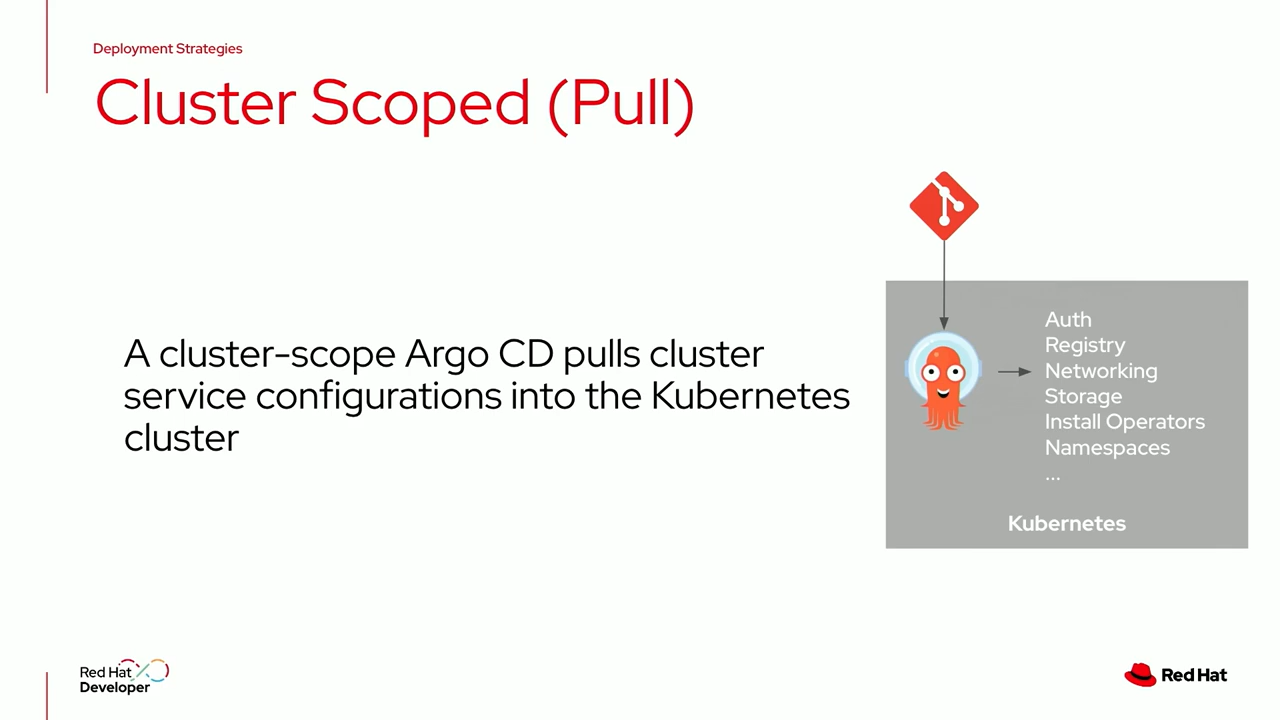 Deployment Strategies
Cluster Scoped (Pull)
A cluster-scope Argo CD pulls cluster
service configurations into the Kubernetes
cluster
Auth
Registry
Networking
Storage
Install Operators
Namespaces
...
Kubernetes
Red Hat
Developer
Red Hat